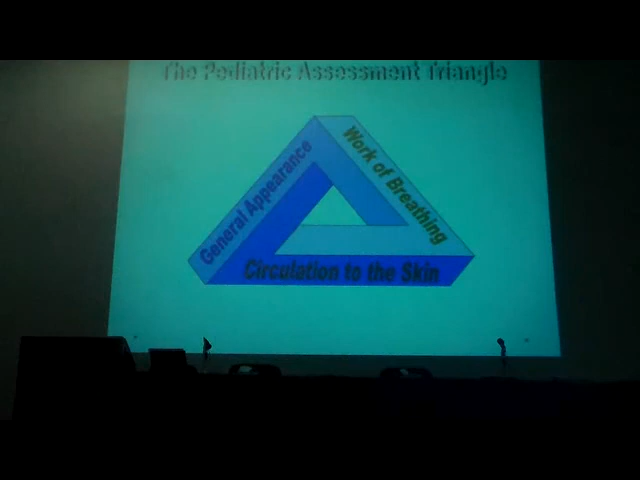 The Pediatric Assessment Triangle
General Appearance
Work of Breathing
Circulation to the Skin